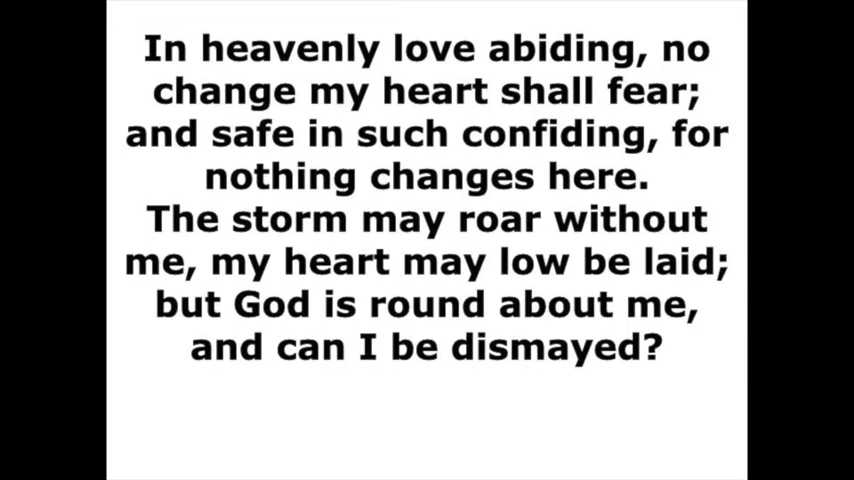 In heavenly love abiding, no
change my heart shall fear;
and safe in such confiding, for
nothing changes here.
The storm may roar without
me, my heart may low be laid;
but God is round about me,
and can I be dismayed?